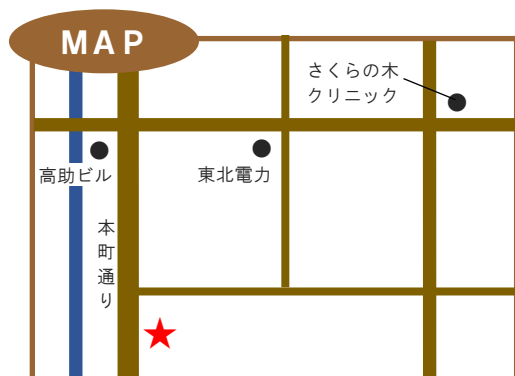 MAP
さくらの木
クリニック
高助ビル
東北電力
本町通り